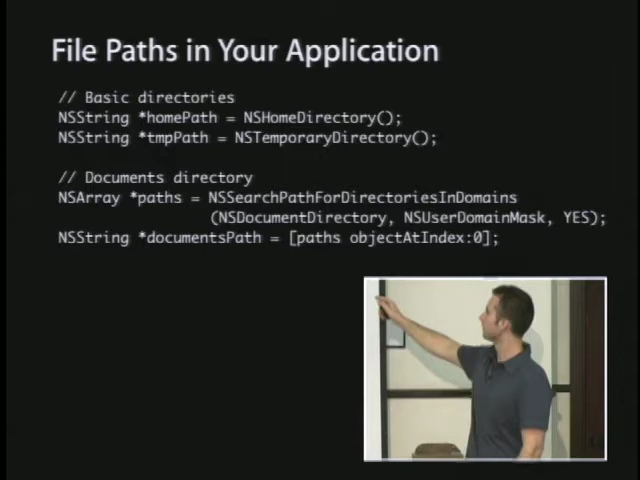 File Paths in Your Application
// Basic directories
NSString *homePath = NSHomeDirectory();
NSString *tmpPath = NSTemporaryDirectory();
// Documents directory
NSArray *paths = NSSearchPathForDirectoriesInDomains
(NSDocumentDirectory, NSUserDomainMask, YES);
NSString *documentsPath = [paths objectAtIndex:0];